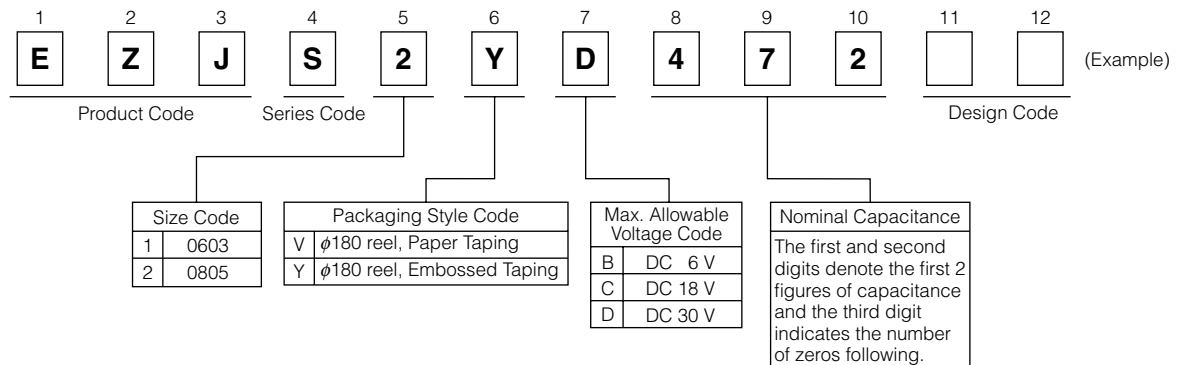 1 2 3 4 5 6 7 8 9 10 11 12
E Z J S 2 Y D 4 7 2 (Example)
Product Code Series Code Design Code
Size Code
1 0603
2 0805
Packaging Style Code
V ϕ180 reel, Paper Taping
Y ϕ180 reel, Embossed Taping
Max. Allowable
Voltage Code
B DC 6 V
C DC 18 V
D DC 30 V
Nominal Capacitance
The first and second
digits denote the first 2
figures of capacitance
and the third digit
indicates the number
of zeros following.